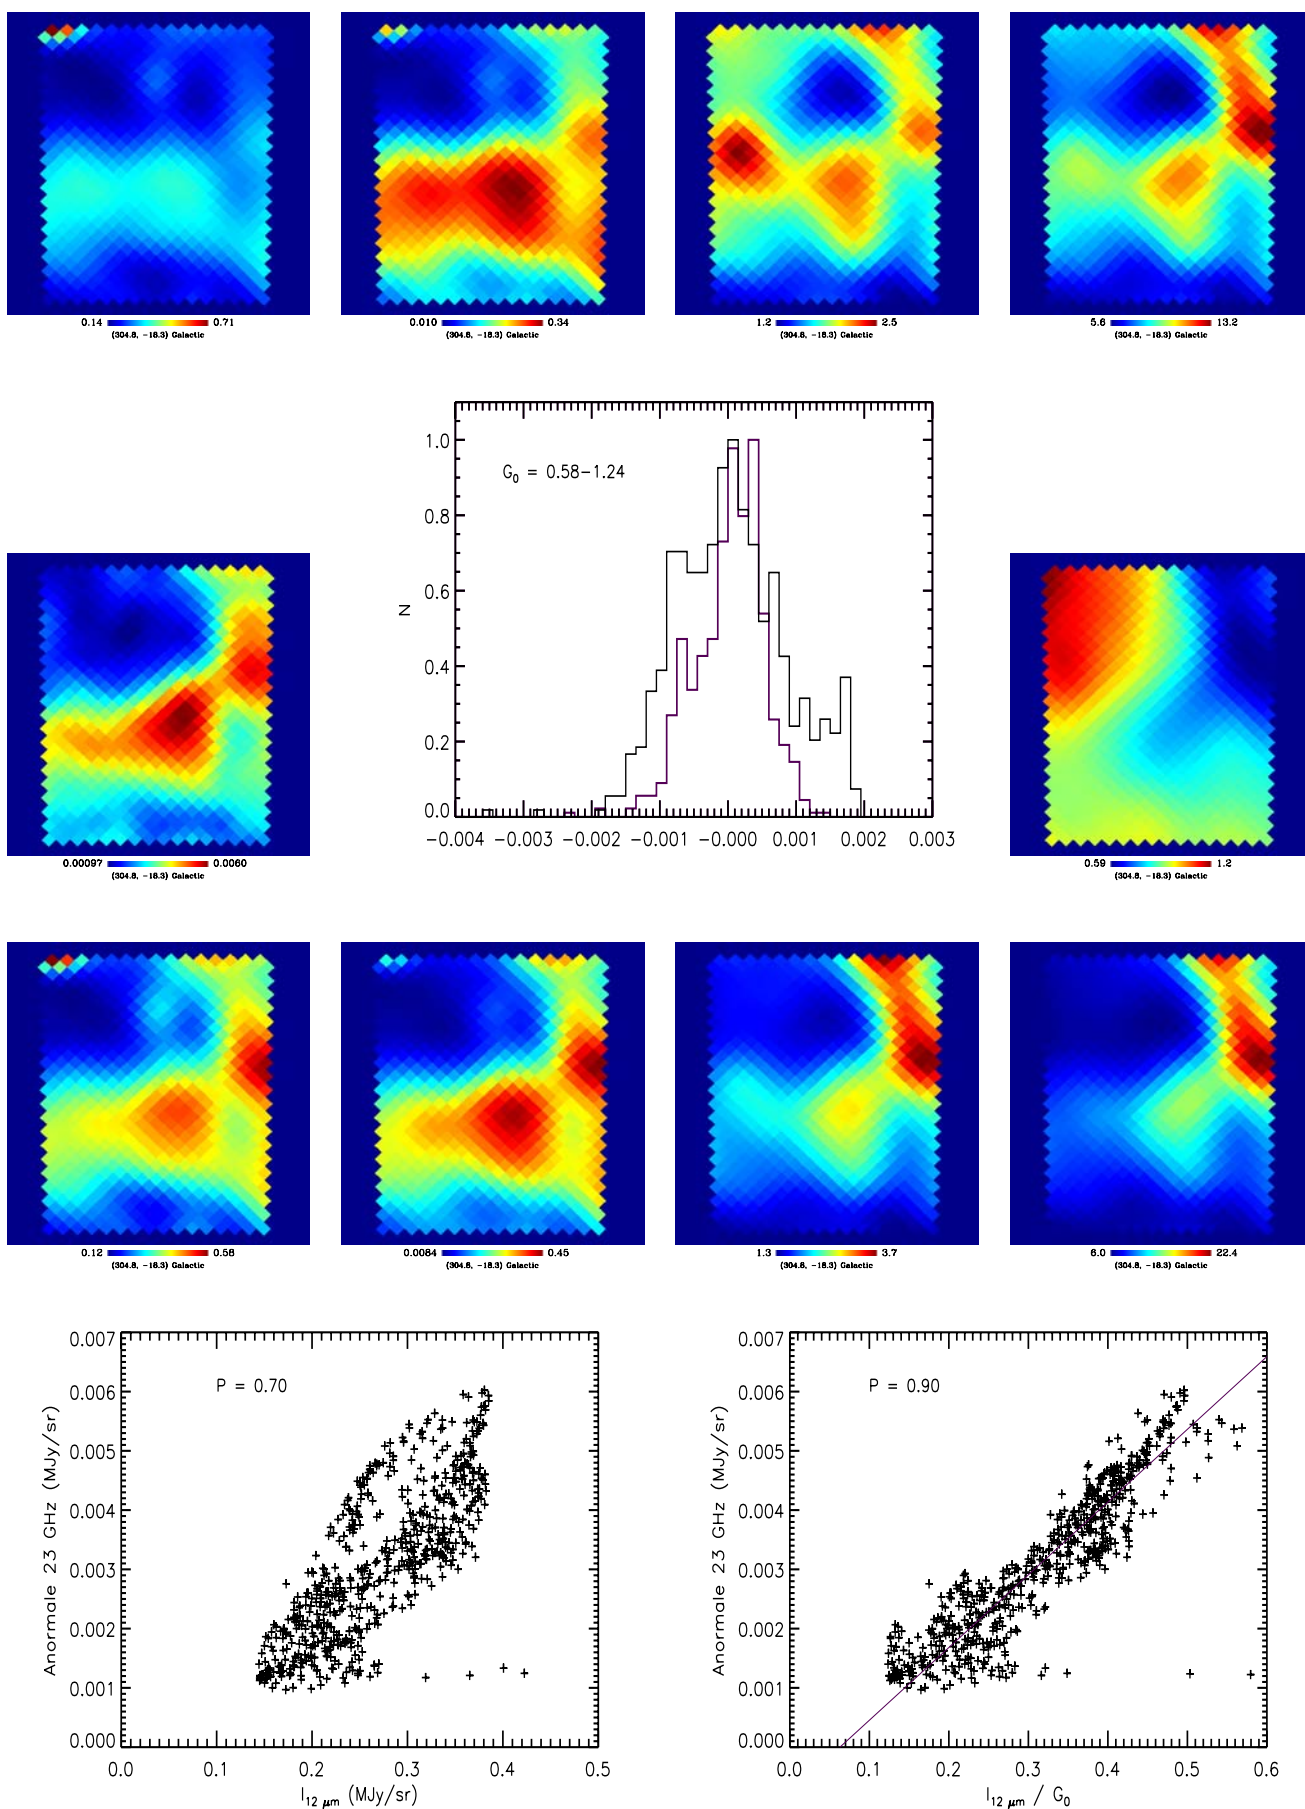 0.14 0.71
(304.8, -18.3) Galactic
0.010 0.34
(304.8, -18.3) Galactic
1.2 2.5
(304.8, -18.3) Galactic
5.6 13.2
(304.8, -18.3) Galactic
G0 = 0.58-1.24
N
1.0
0.8
0.6
0.4
0.2
0.0
-0.004 -0.003 -0.002 -0.001 -0.000 0.001 0.002 0.003
0.00097 0.0060
(304.8, -18.3) Galactic
0.59 1.2
(304.8, -18.3) Galactic
0.12 0.58
(304.8, -18.3) Galactic
0.0084 0.45
(304.8, -18.3) Galactic
1.3 3.7
(304.8, -18.3) Galactic
6.0 22.4
(304.8, -18.3) Galactic
P = 0.70
Anormale 23 GHz (MJy/sr)
0.007
0.006
0.005
0.004
0.003
0.002
0.001
0.000
0.0 0.1 0.2 0.3 0.4 0.5
I12 μm (MJy/sr)
P = 0.90
Anormale 23 GHz (MJy/sr)
0.007
0.006
0.005
0.004
0.003
0.002
0.001
0.000
0.0 0.1 0.2 0.3 0.4 0.5 0.6
I12 μm / G0